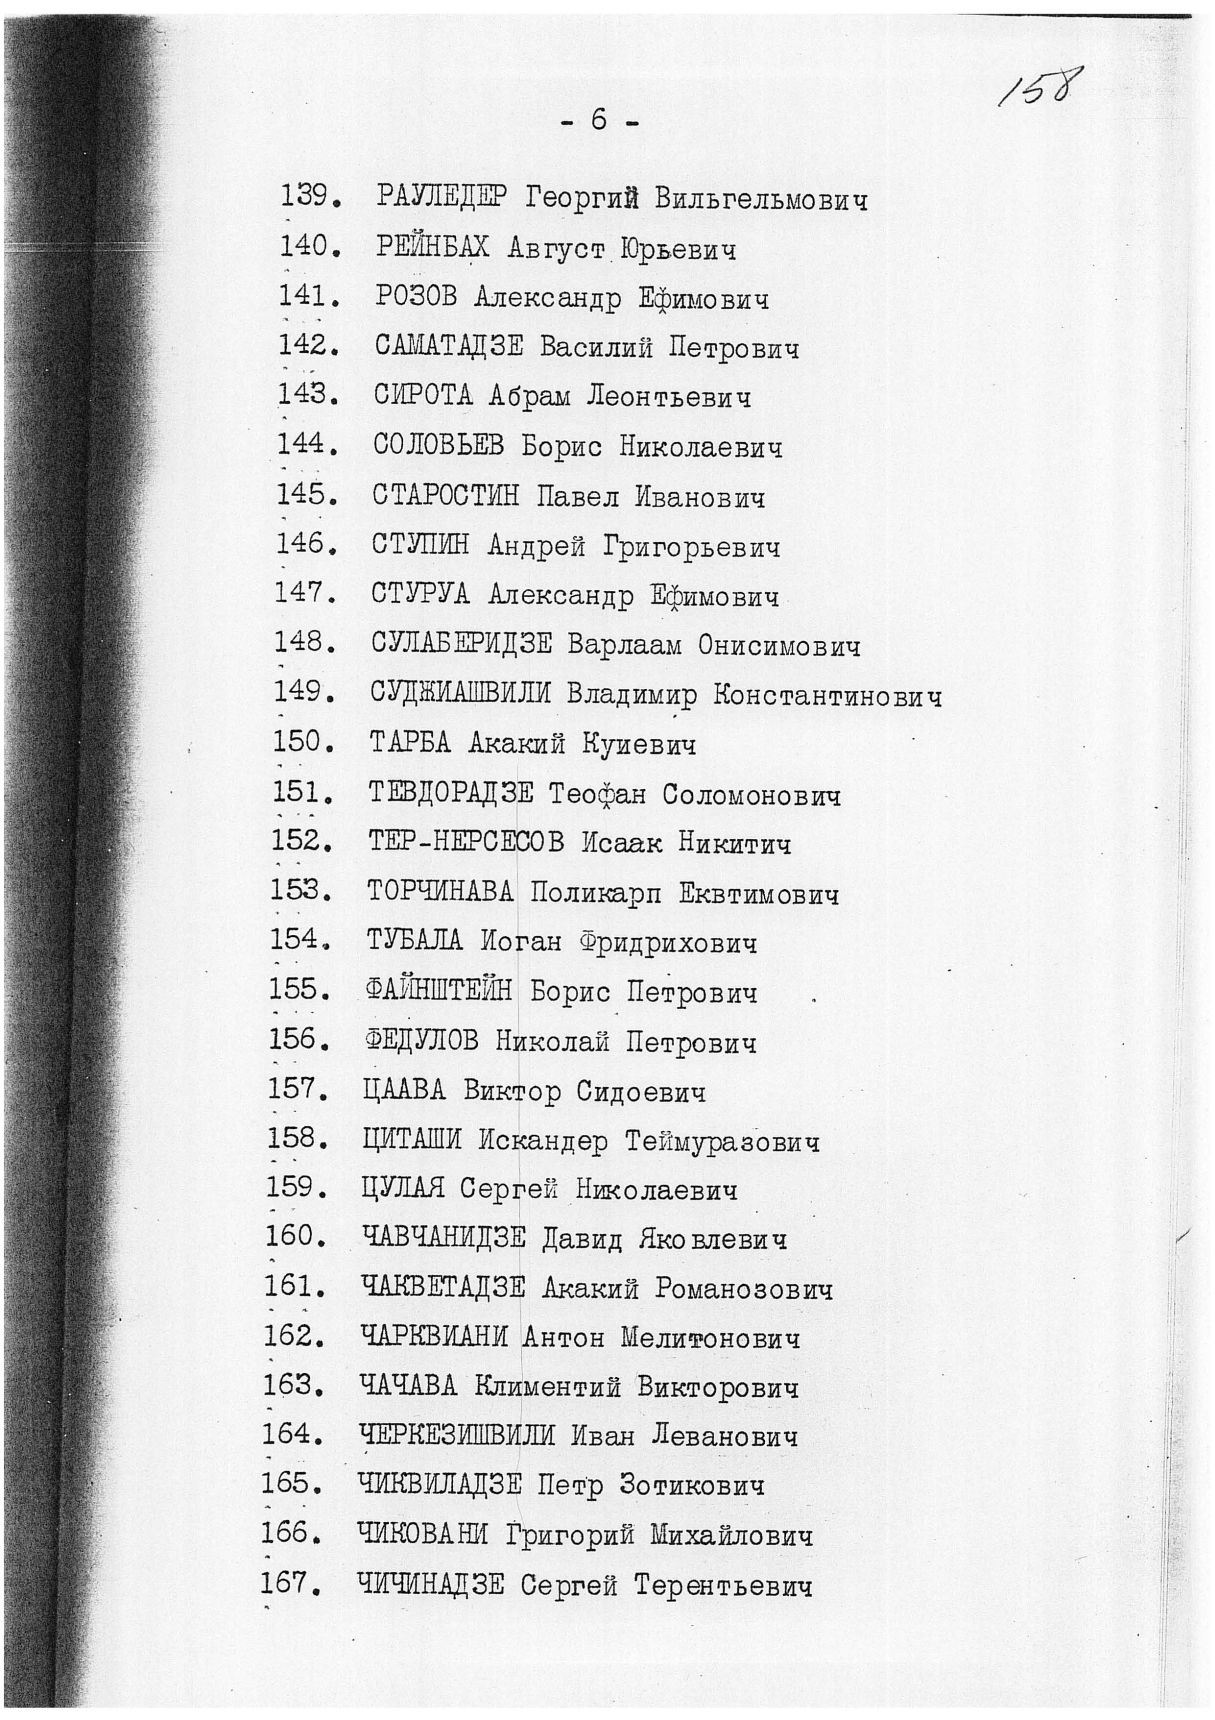 158
- 6 -
139. РАУЛЕДЕР Георгий Вильгельмович
140. РЕЙНБАХ Август Юрьевич
141. РОЗОВ Александр Ефимович
142. САМАТАДЗЕ Василий Петрович
143. СИРОТА Абрам Леонтьевич
144. СОЛОВЬЕВ Борис Николаевич
145. СТАРОСТИН Павел Иванович
146. СТУПИН Андрей Григорьевич
147. СТУРУА Александр Ефимович
148. СУЛАБЕРИДЗЕ Варлаам Онисимович
149. СУДЖИАШВИЛИ Владимир Константинович
150. ТАРБА Акакий Куиевич
151. ТЕВДОРАДЗЕ Теофан Соломонович
152. ТЕР-НЕРСЕСОВ Исаак Никитич
153. ТОРЧИНАВА Поликарп Еквтимович
154. ТУБАЛА Иоган Фридрихович
155. ФАЙНШТЕЙН Борис Петрович
156. ФЕДУЛОВ Николай Петрович
157. ЦААВА Виктор Сидоевич
158. ЦИТАШИ Искандер Теймуразович
159. ЦУЛАЯ Сергей Николаевич
160. ЧАВЧАНИДЗЕ Давид Яковлевич
161. ЧАКВЕТАДЗЕ Акакий Романозович
162. ЧАРКВИАНИ Антон Мелитонович
163. ЧАЧАВА Климентий Викторович
164. ЧЕРКЕЗИШВИЛИ Иван Леванович
165. ЧИКВИЛАДЗЕ Петр Зотикович
166. ЧИКОВАНИ Григорий Михайлович
167. ЧИЧИНАДЗЕ Сергей Терентьевич